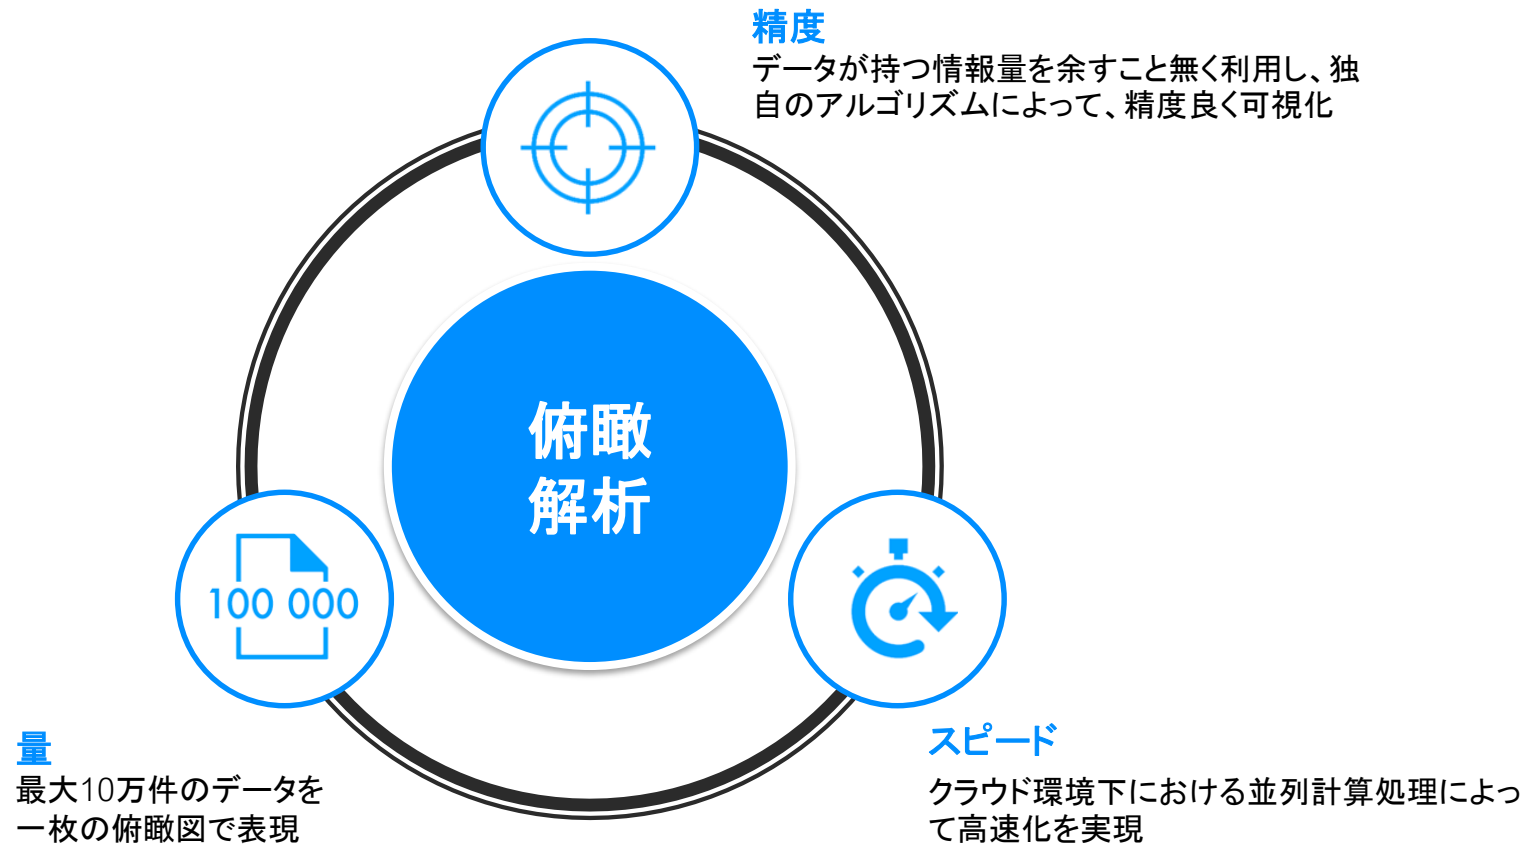 精度
データが持つ情報量を余すこと無く利用し、独
自のアルゴリズムによって、精度良く可視化
俯瞰
解析
100 000
量
最大10万件のデータを
一枚の俯瞰図で表現
スピード
クラウド環境下における並列計算処理によっ
て高速化を実現